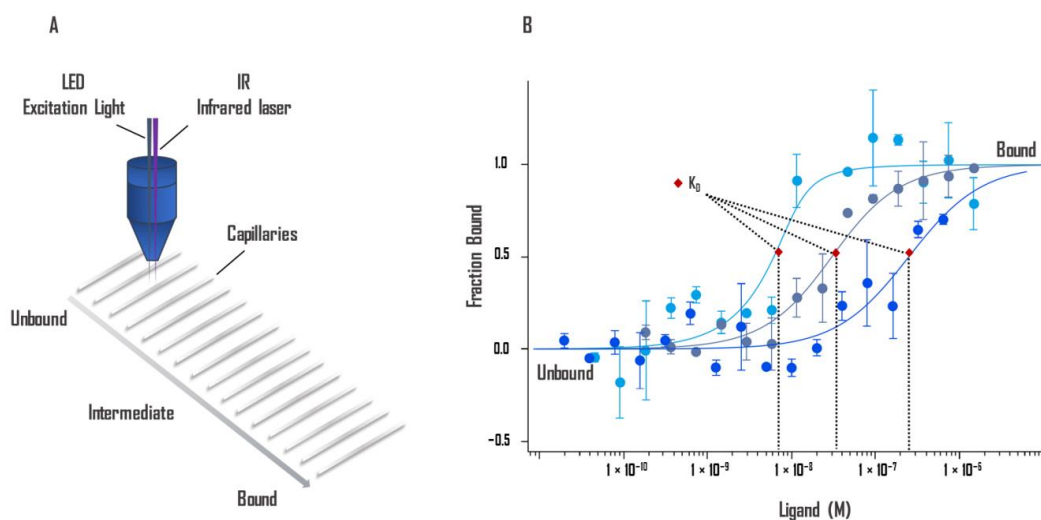 A
LED
Excitation Light
IR
Infrared laser
Capillaries
Unbound
Intermediate
Bound
B
Fraction Bound
1.0
0.5
0.0
−0.5
K_D
Bound
Unbound
1 × 10⁻¹⁰
1 × 10⁻⁹
1 × 10⁻⁸
1 × 10⁻⁷
1 × 10⁻⁶
Ligand (M)